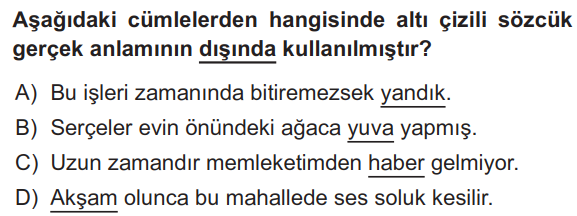 Aşağıdaki cümlelerden hangisinde altı çizili sözcük
gerçek anlamının dışında kullanılmıştır?
A) Bu işleri zamanında bitiremezsek yandık.
B) Serçeler evin önündeki ağaca yuva yapmış.
C) Uzun zamandır memleketimden haber gelmiyor.
D) Akşam olunca bu mahallede ses soluk kesilir.